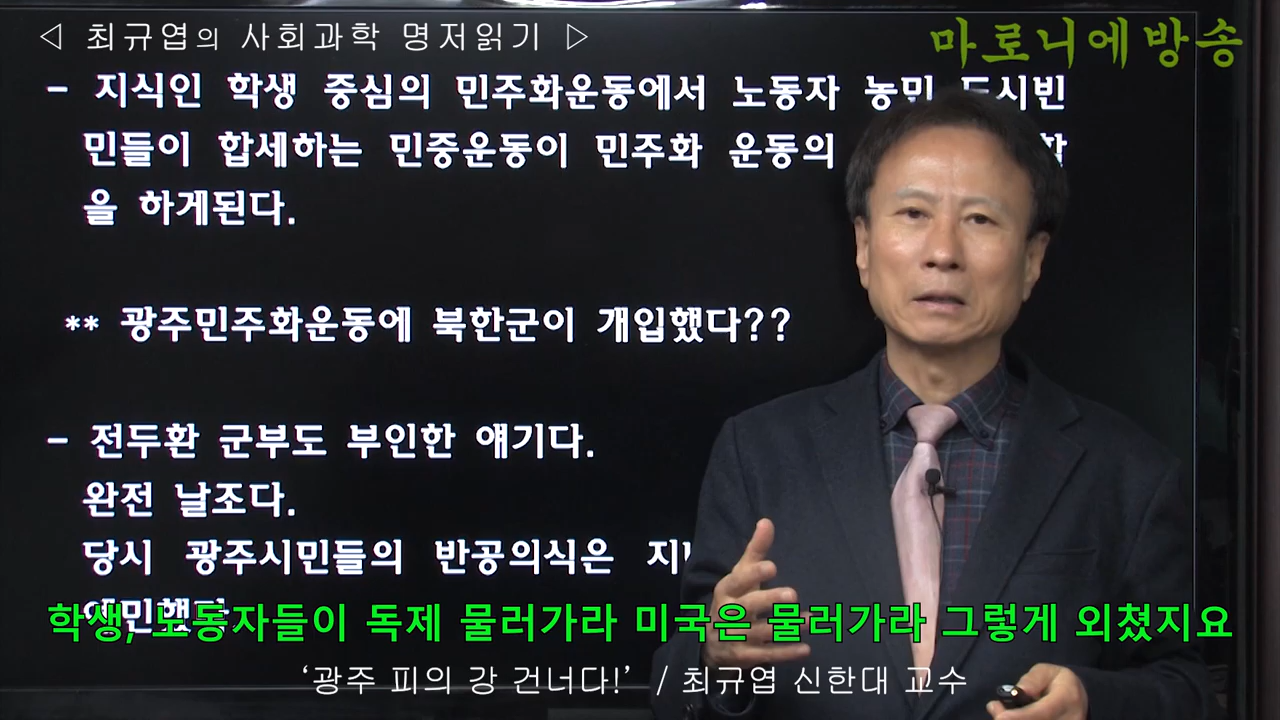 ◁ 최규엽의 사회과학 명저읽기 ▷
마로니에방송
- 지식인 학생 중심의 민주화운동에서 노동자 농민 도시빈
민들이 합세하는 민중운동이 민주화 운동의
을 하게된다.
** 광주민주화운동에 북한군이 개입했다??
- 전두환 군부도 부인한 얘기다.
완전 날조다.
당시 광주시민들의 반공의식은
학생, 노동자들이 독제 물러가라 미국은 물러가라 그렇게 외쳤지요
‘광주 피의 강 건너다!’ / 최규엽 신한대 교수